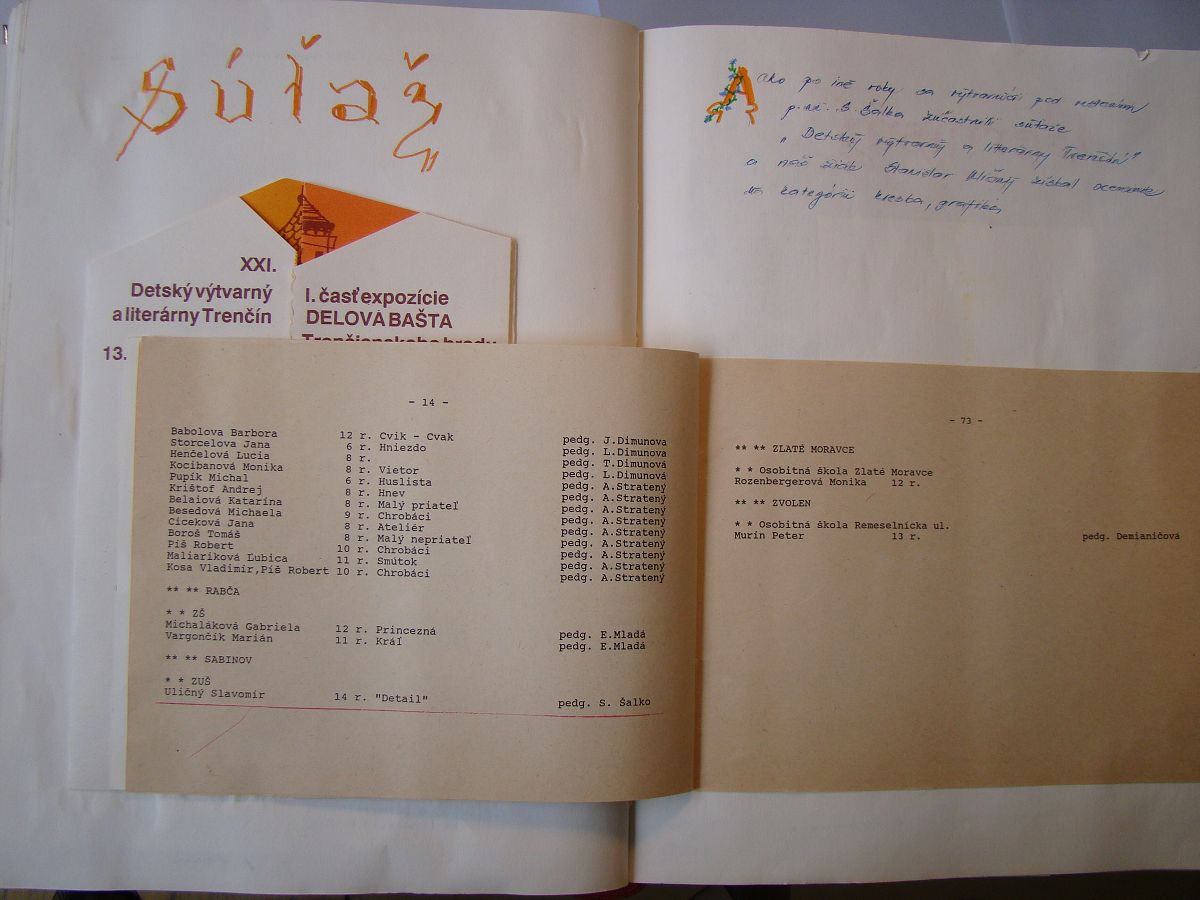 Súťaž
XXI.
Detský výtvarný
a literárny Trenčín
13.
I. časť expozície
DELOVÁ BAŠTA
Trenčianskeho hradu
Ako po iné roky sa výtvarníci pod vedením
p. uč. S. Šalka zúčastnili súťaže
"Detský výtvarný a literárny Trenčín"
a náš žiak Stanislav Uličný získal ocenenie
v kategórii kresba, grafika
- 14 -
Babolova Barbora 12 r. Cvik - Cvak pedg. J.Dimunova
Storcelova Jana 6 r. Hniezdo pedg. L.Dimunova
Henčelová Lucia 8 r. pedg. T.Dimunová
Kocibanová Monika 8 r. Vietor pedg. L.Dimunová
Pupík Michal 6 r. Huslista pedg. A.Stratený
Krištof Andrej 8 r. Hnev pedg. A.Stratený
Belaiová Katarína 8 r. Malý priateľ pedg. A.Stratený
Besedová Michaela 9 r. Chrobáci pedg. A.Stratený
Ciceková Jana 8 r. Ateliér pedg. A.Stratený
Boroš Tomáš 8 r. Malý nepriateľ pedg. A.Stratený
Píš Robert 10 r. Chrobáci pedg. A.Stratený
Maliariková Ľubica 11 r. Smútok pedg. A.Stratený
Kosa Vladimír,Píš Robert 10 r. Chrobáci pedg. A.Stratený
** ** RABČA
* * ZŠ
Michaláková Gabriela 12 r. Princezná pedg. E.Mladá
Vargončík Marián 11 r. Kráľ pedg. E.Mladá
** ** SABINOV
* * ZUŠ
Uličný Slavomír 14 r. "Detail" pedg. S. Šalko
- 73 -
** ** ZLATÉ MORAVCE
* * Osobitná škola Zlaté Moravce
Rozenbergerová Monika 12 r.
** ** ZVOLEN
* * Osobitná škola Remeselnícka ul.
Murín Peter 13 r. pedg. Demianičová